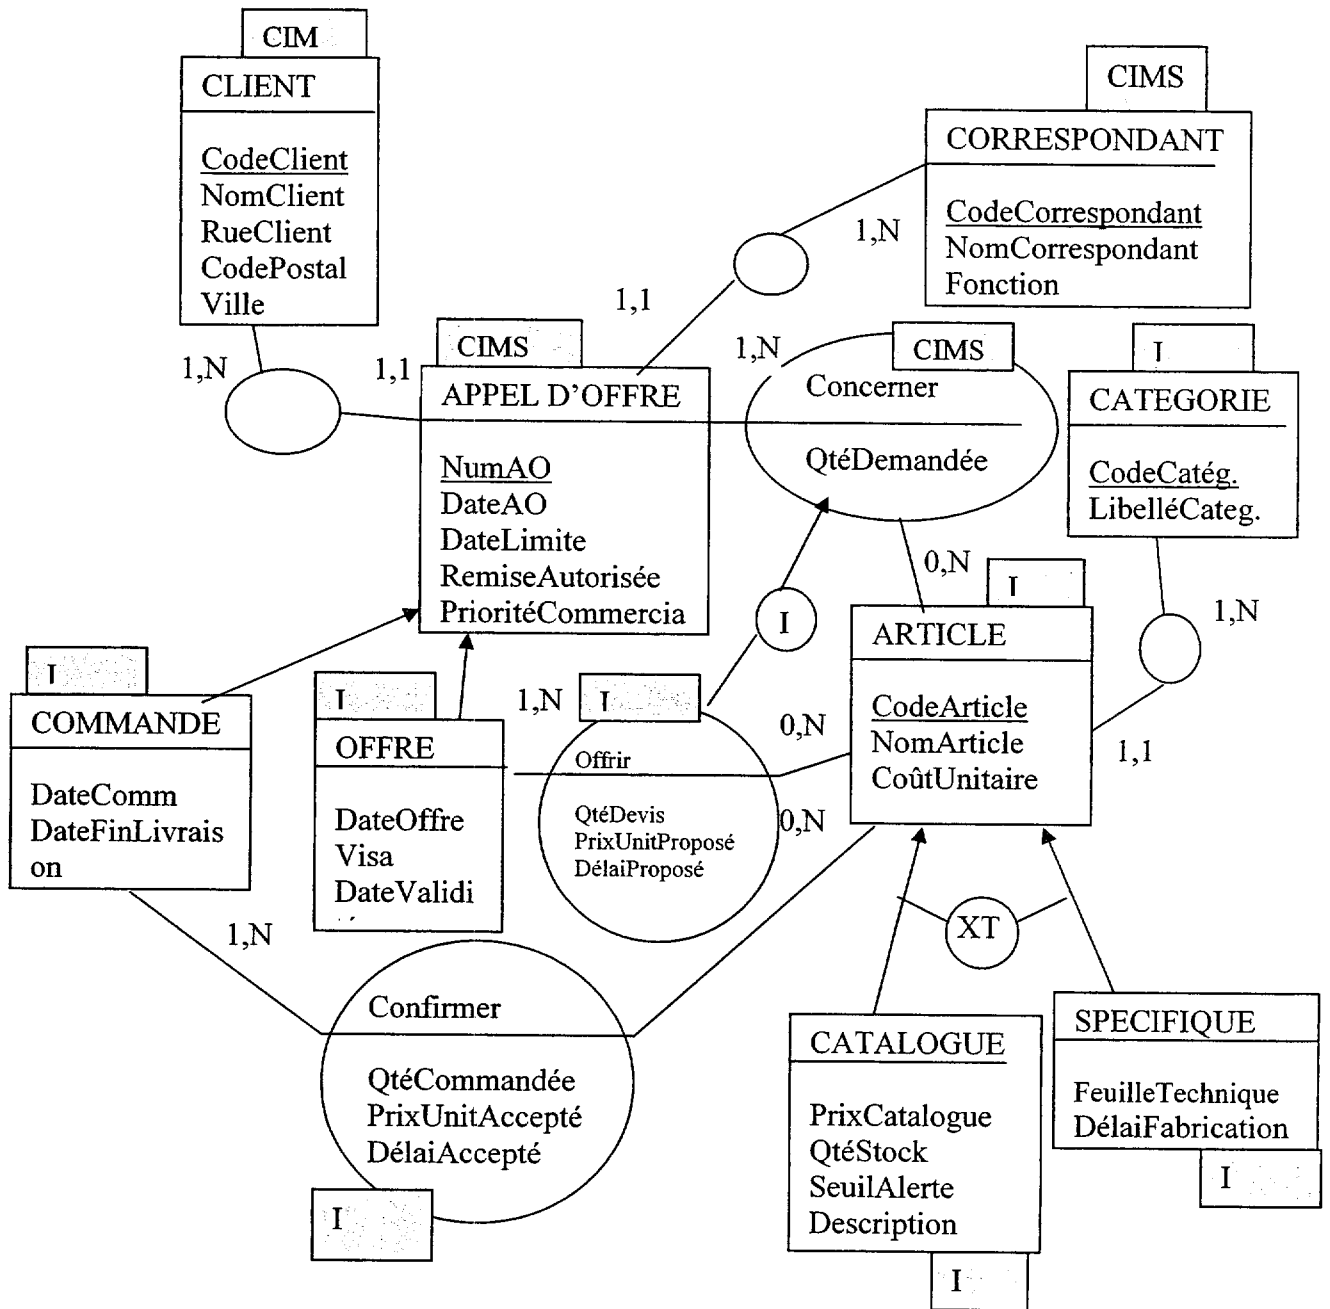 CIM
CLIENT
CodeClient
NomClient
RueClient
CodePostal
Ville
CIMS
CORRESPONDANT
CodeCorrespondant
NomCorrespondant
Fonction
1,N
1,1
1,N
1,1
CIMS
APPEL D'OFFRE
NumAO
DateAO
DateLimite
RemiseAutorisée
PrioritéCommercia
1,N
CIMS
Concerner
QtéDemandée
I
CATEGORIE
CodeCatég.
LibelléCateg.
0,N
1,N
1,1
I
I
ARTICLE
CodeArticle
NomArticle
CoûtUnitaire
I
COMMANDE
DateComm
DateFinLivrais
on
I
OFFRE
DateOffre
Visa
DateValidi
1,N
I
Offrir
QtéDevis
PrixUnitProposé
DélaiProposé
0,N
0,N
1,N
Confirmer
QtéCommandée
PrixUnitAccepté
DélaiAccepté
I
XT
CATALOGUE
PrixCatalogue
QtéStock
SeuilAlerte
Description
I
SPECIFIQUE
FeuilleTechnique
DélaiFabrication
I